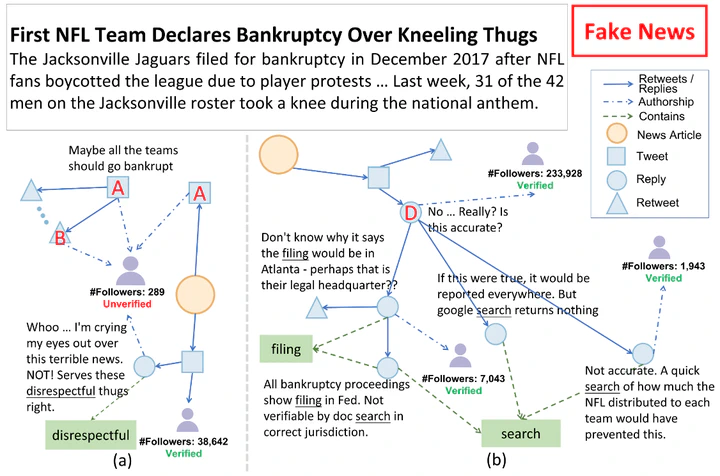 First NFL Team Declares Bankruptcy Over Kneeling Thugs
The Jacksonville Jaguars filed for bankruptcy in December 2017 after NFL
fans boycotted the league due to player protests ... Last week, 31 of the 42
men on the Jacksonville roster took a knee during the national anthem.
Fake News
Retweets /
Replies
Authorship
Contains
News Article
Tweet
Reply
Retweet
Maybe all the teams
should go bankrupt
A
A
B
#Followers: 289
Unverified
Whoo ... I'm crying
my eyes out over
this terrible news.
NOT! Serves these
disrespectful thugs
right.
disrespectful
#Followers: 38,642
Verified
(a)
#Followers: 233,928
Verified
D
No ... Really? Is
this accurate?
Don't know why it says
the filing would be in
Atlanta - perhaps that is
their legal headquarter??
If this were true, it would be
reported everywhere. But
google search returns nothing
#Followers: 1,943
Verified
filing
#Followers: 7,043
Verified
All bankruptcy proceedings
show filing in Fed. Not
verifiable by doc search in
correct jurisdiction.
Not accurate. A quick
search of how much the
NFL distributed to each
team would have
prevented this.
search
(b)